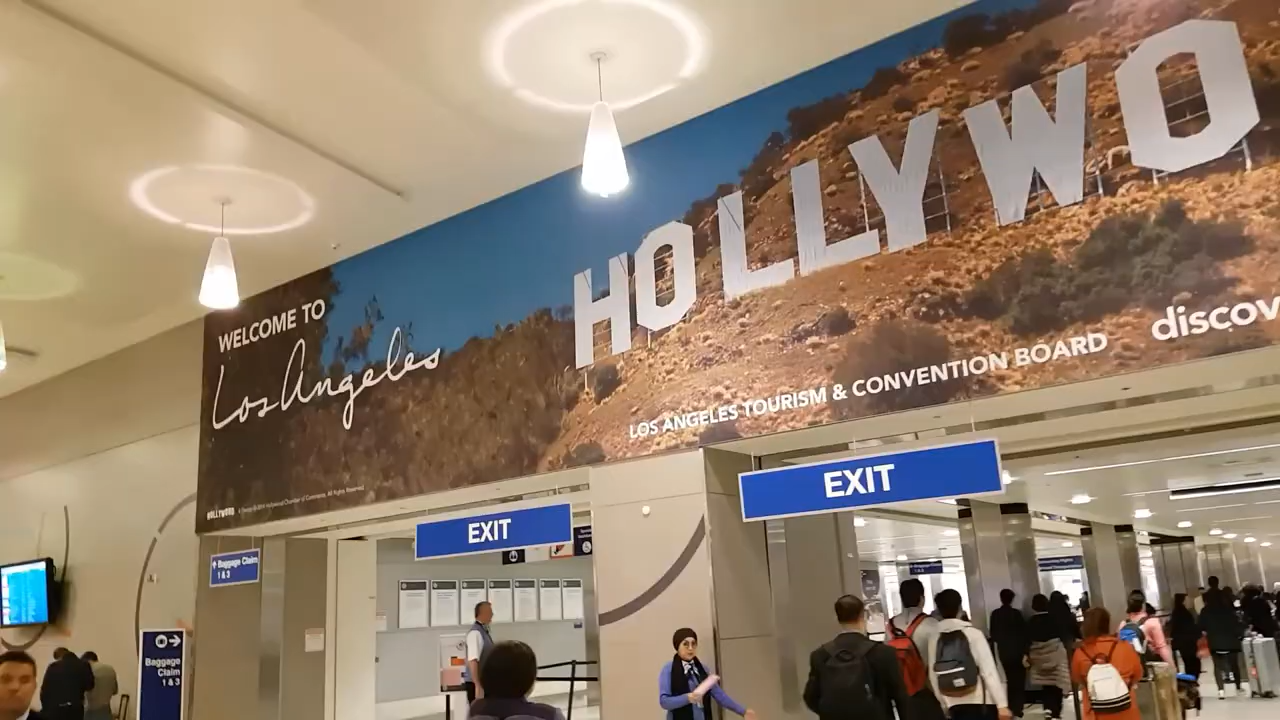 WELCOME TO
Los Angeles
HOLLYWO
LOS ANGELES TOURISM & CONVENTION BOARD
discov
HOLLYWOOD
EXIT
EXIT
Baggage Claim
1 & 3
Baggage
Claim
1 & 3